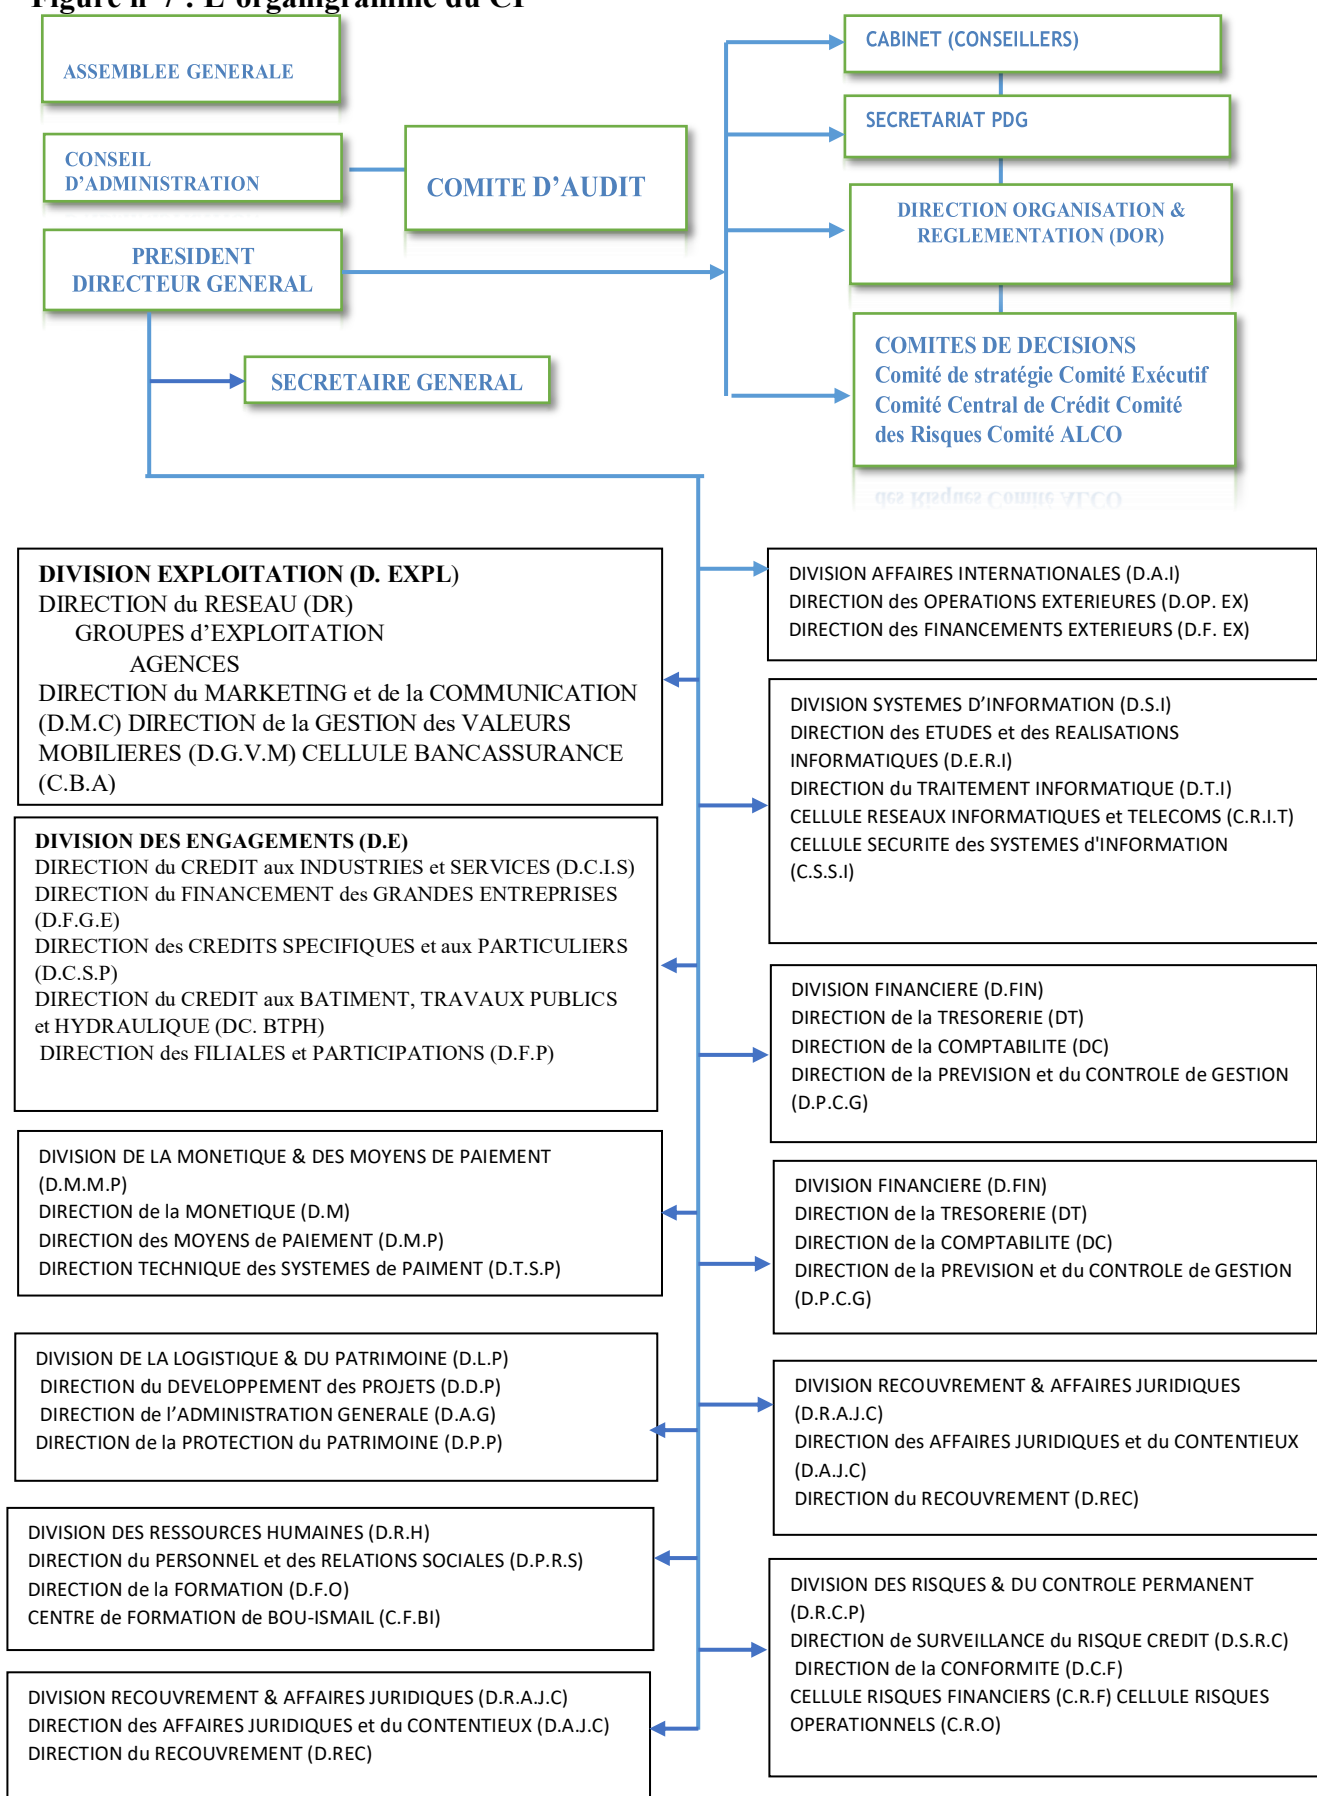 Figure n°7 : L'organigramme du CP
ASSEMBLEE GENERALE
CONSEIL
D'ADMINISTRATION
COMITE D'AUDIT
PRESIDENT
DIRECTEUR GENERAL
SECRETAIRE GENERAL
CABINET (CONSEILLERS)
SECRETARIAT PDG
DIRECTION ORGANISATION &
REGLEMENTATION (DOR)
COMITES DE DECISIONS
Comité de stratégie Comité Exécutif
Comité Central de Crédit Comité
des Risques Comité ALCO
DIVISION EXPLOITATION (D. EXPL)
DIRECTION du RESEAU (DR)
GROUPES d'EXPLOITATION
AGENCES
DIRECTION du MARKETING et de la COMMUNICATION
(D.M.C) DIRECTION de la GESTION des VALEURS
MOBILIERES (D.G.V.M) CELLULE BANCASSURANCE
(C.B.A)
DIVISION DES ENGAGEMENTS (D.E)
DIRECTION du CREDIT aux INDUSTRIES et SERVICES (D.C.I.S)
DIRECTION du FINANCEMENT des GRANDES ENTREPRISES
(D.F.G.E)
DIRECTION des CREDITS SPECIFIQUES et aux PARTICULIERS
(D.C.S.P)
DIRECTION du CREDIT aux BATIMENT, TRAVAUX PUBLICS
et HYDRAULIQUE (DC. BTPH)
DIRECTION des FILIALES et PARTICIPATIONS (D.F.P)
DIVISION DE LA MONETIQUE & DES MOYENS DE PAIEMENT
(D.M.M.P)
DIRECTION de la MONETIQUE (D.M)
DIRECTION des MOYENS de PAIEMENT (D.M.P)
DIRECTION TECHNIQUE des SYSTEMES de PAIMENT (D.T.S.P)
DIVISION DE LA LOGISTIQUE & DU PATRIMOINE (D.L.P)
DIRECTION du DEVELOPPEMENT des PROJETS (D.D.P)
DIRECTION de l'ADMINISTRATION GENERALE (D.A.G)
DIRECTION de la PROTECTION du PATRIMOINE (D.P.P)
DIVISION DES RESSOURCES HUMAINES (D.R.H)
DIRECTION du PERSONNEL et des RELATIONS SOCIALES (D.P.R.S)
DIRECTION de la FORMATION (D.F.O)
CENTRE de FORMATION de BOU-ISMAIL (C.F.BI)
DIVISION RECOUVREMENT & AFFAIRES JURIDIQUES (D.R.A.J.C)
DIRECTION des AFFAIRES JURIDIQUES et du CONTENTIEUX (D.A.J.C)
DIRECTION du RECOUVREMENT (D.REC)
DIVISION AFFAIRES INTERNATIONALES (D.A.I)
DIRECTION des OPERATIONS EXTERIEURES (D.OP. EX)
DIRECTION des FINANCEMENTS EXTERIEURS (D.F. EX)
DIVISION SYSTEMES D'INFORMATION (D.S.I)
DIRECTION des ETUDES et des REALISATIONS
INFORMATIQUES (D.E.R.I)
DIRECTION du TRAITEMENT INFORMATIQUE (D.T.I)
CELLULE RESEAUX INFORMATIQUES et TELECOMS (C.R.I.T)
CELLULE SECURITE des SYSTEMES d'INFORMATION
(C.S.S.I)
DIVISION FINANCIERE (D.FIN)
DIRECTION de la TRESORERIE (DT)
DIRECTION de la COMPTABILITE (DC)
DIRECTION de la PREVISION et du CONTROLE de GESTION
(D.P.C.G)
DIVISION FINANCIERE (D.FIN)
DIRECTION de la TRESORERIE (DT)
DIRECTION de la COMPTABILITE (DC)
DIRECTION de la PREVISION et du CONTROLE de GESTION
(D.P.C.G)
DIVISION RECOUVREMENT & AFFAIRES JURIDIQUES
(D.R.A.J.C)
DIRECTION des AFFAIRES JURIDIQUES et du CONTENTIEUX
(D.A.J.C)
DIRECTION du RECOUVREMENT (D.REC)
DIVISION DES RISQUES & DU CONTROLE PERMANENT
(D.R.C.P)
DIRECTION de SURVEILLANCE du RISQUE CREDIT (D.S.R.C)
DIRECTION de la CONFORMITE (D.C.F)
CELLULE RISQUES FINANCIERS (C.R.F) CELLULE RISQUES
OPERATIONNELS (C.R.O)